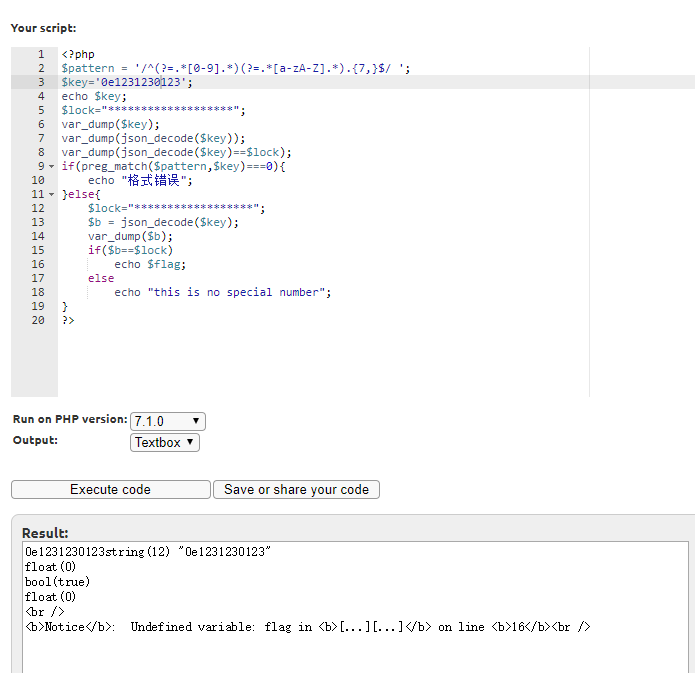 Your script:
1 <?php
2 $pattern = '/^(?=.*[0-9].*)(?=.*[a-zA-Z].*).{7,}$/ ';
3 $key='0e1231230123';
4 echo $key;
5 $lock="*******************";
6 var_dump($key);
7 var_dump(json_decode($key));
8 var_dump(json_decode($key)==$lock);
9 if(preg_match($pattern,$key)===0){
10 echo "格式错误";
11 }else{
12 $lock="******************";
13 $b = json_decode($key);
14 var_dump($b);
15 if($b==$lock)
16 echo $flag;
17 else
18 echo "this is no special number";
19 }
20 ?>
Run on PHP version: 7.1.0
Output: Textbox
Execute code Save or share your code
Result:
0e1231230123string(12) "0e1231230123"
float(0)
bool(true)
float(0)
<br />
<b>Notice</b>: Undefined variable: flag in <b>[...][...]</b> on line <b>16</b><br />